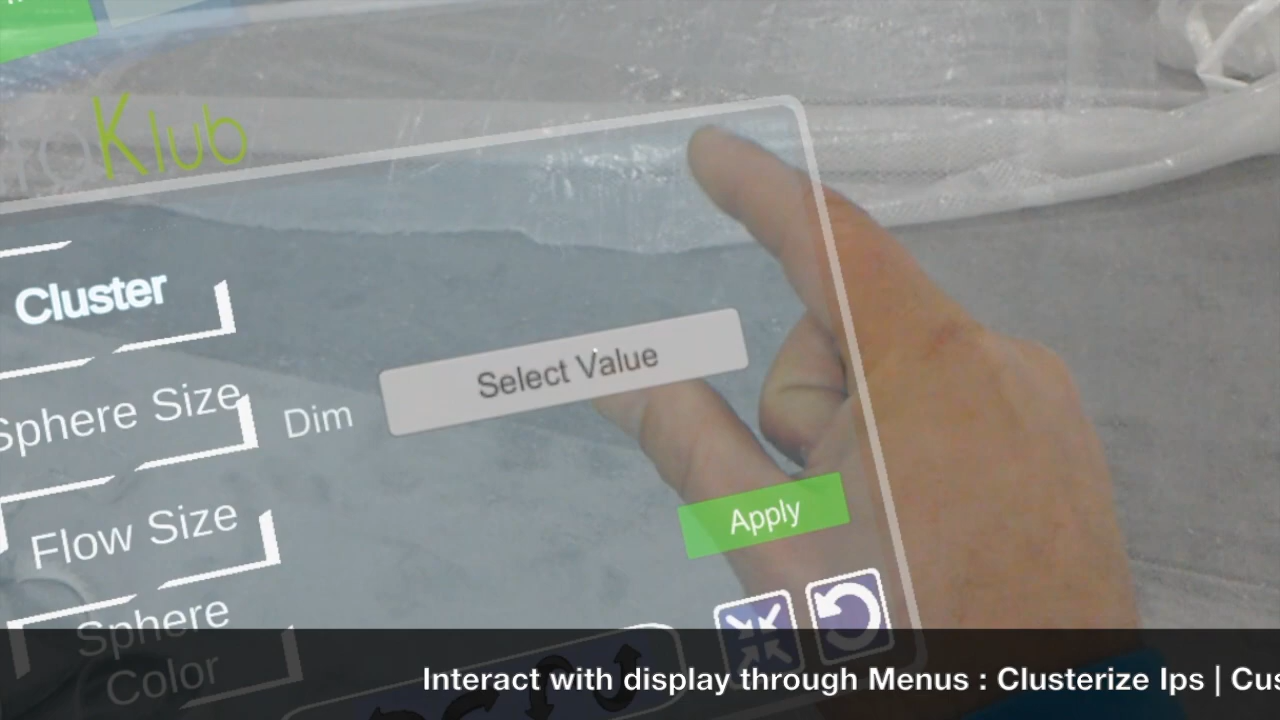 Klub
Cluster
Select Value
Sphere Size
Dim
Flow Size
Apply
Sphere
Color
Interact with display through Menus : Clusterize Ips |